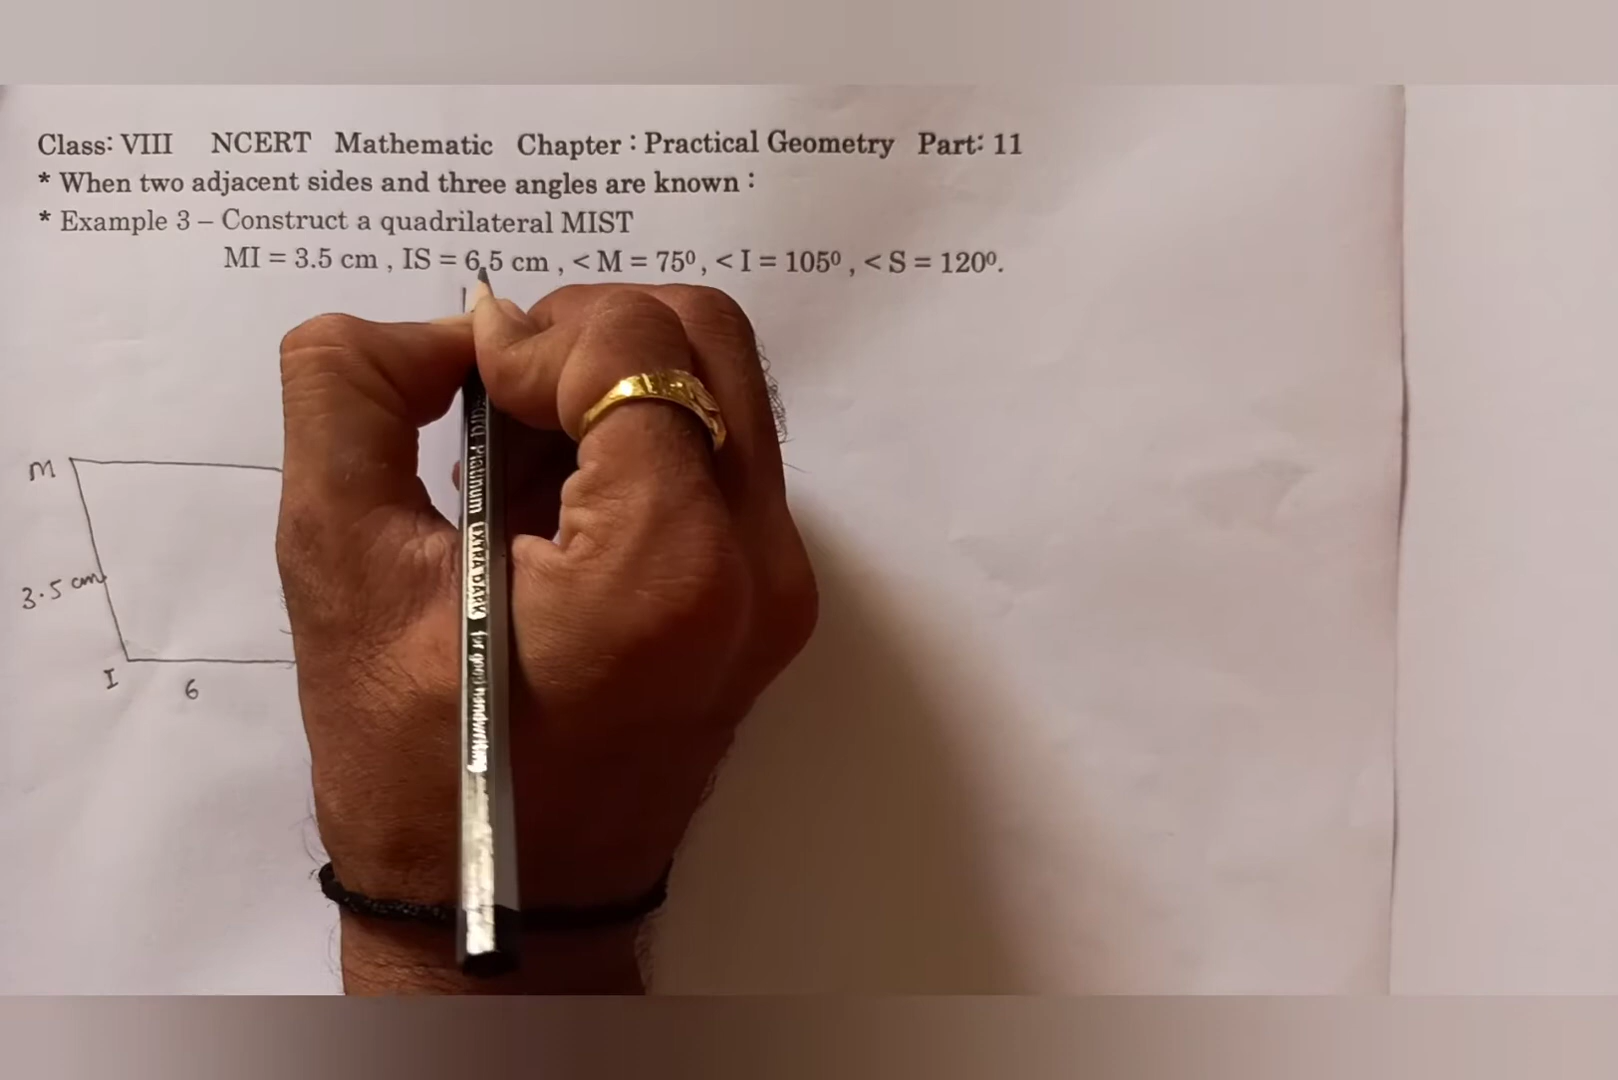 Class: VIII NCERT Mathematic Chapter : Practical Geometry Part: 11
* When two adjacent sides and three angles are known :
* Example 3 – Construct a quadrilateral MIST
MI = 3.5 cm , IS = 6.5 cm , < M = 75⁰ , < I = 105⁰ , < S = 120⁰.
M
3.5 cm
I
6
Platinum EXTRA DARK for good handwriting